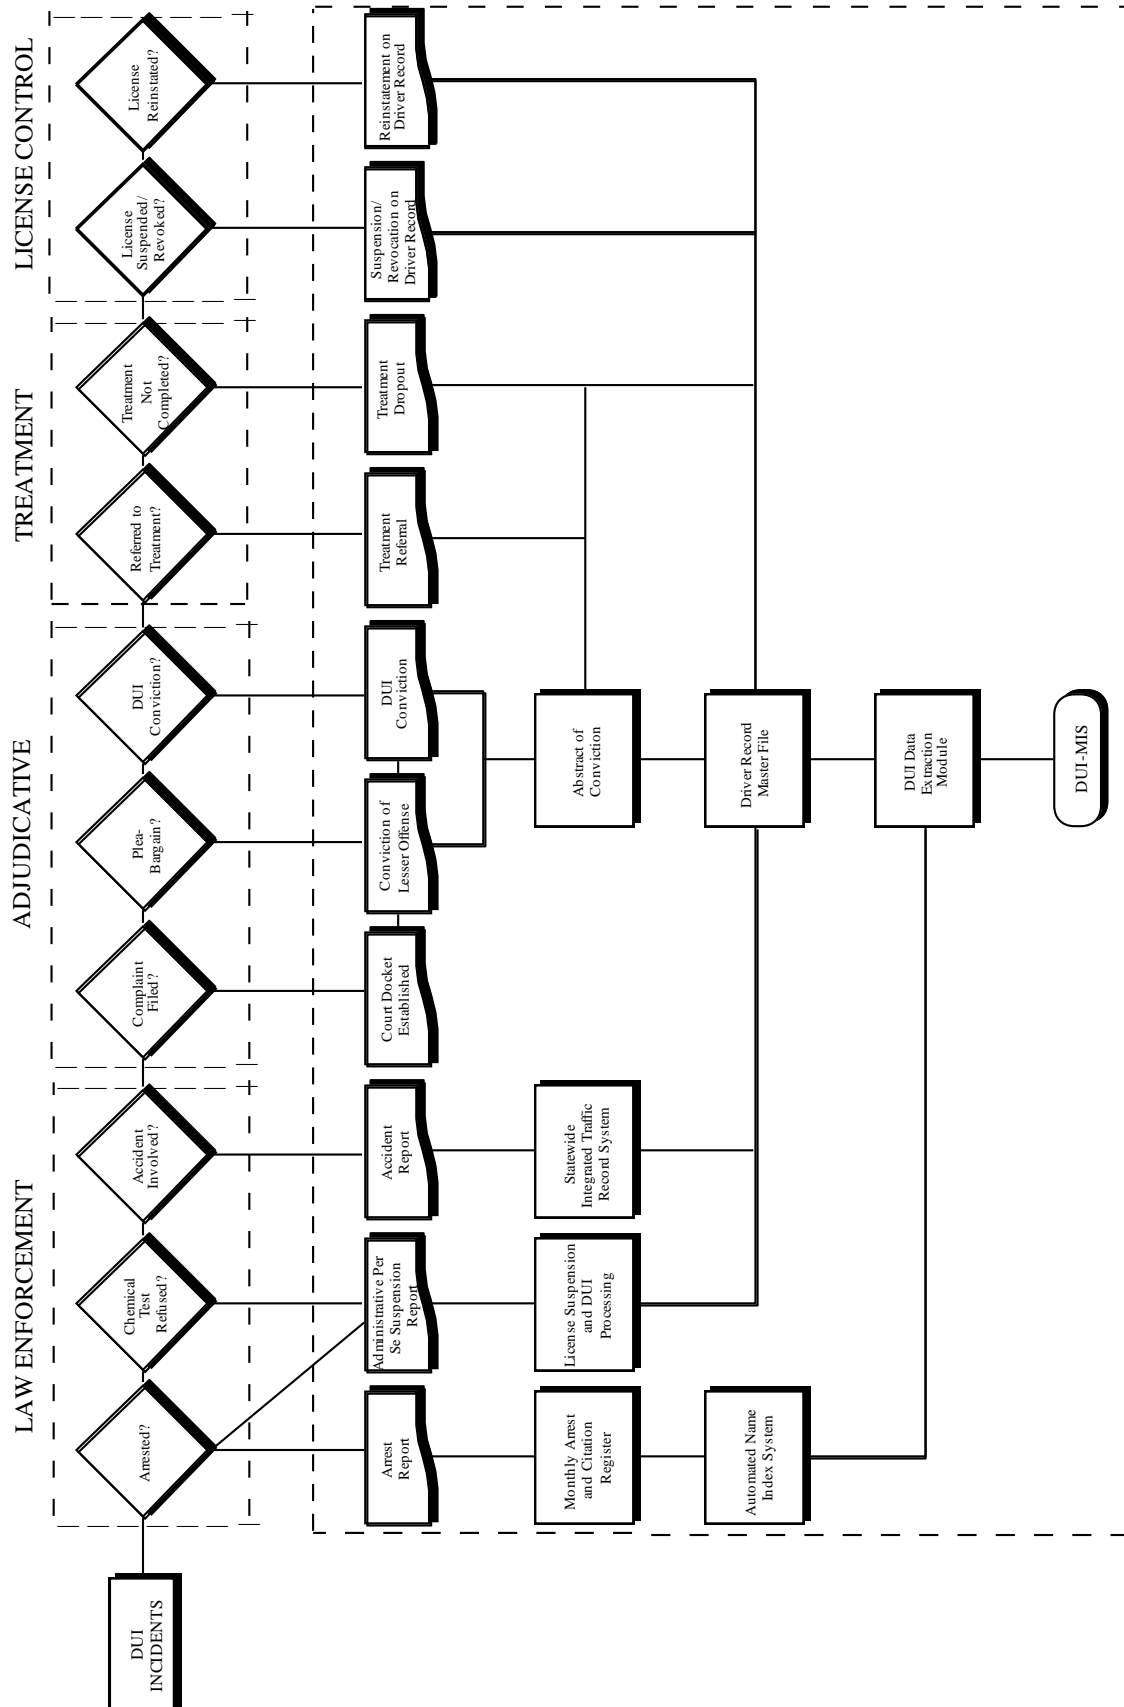 LAW ENFORCEMENT
ADJUDICATIVE
TREATMENT
LICENSE CONTROL
DUI
INCIDENTS
Arrested?
Chemical
Test
Refused?
Accident
Involved?
Complaint
Filed?
Plea-
Bargain?
DUI
Conviction?
Referred to
Treatment?
Treatment
Not
Completed?
License
Suspended/
Revoked?
License
Reinstated?
Arrest
Report
Administrative Per
Se Suspension
Report
Accident
Report
Court Docket
Established
Conviction of
Lesser Offense
DUI
Conviction
Treatment
Referral
Treatment
Dropout
Suspension/
Revocation on
Driver Record
Reinstatement on
Driver Record
Monthly Arrest
and Citation
Register
License Suspension
and DUI
Processing
Statewide
Integrated Traffic
Record System
Abstract of
Conviction
Automated Name
Index System
Driver Record
Master File
DUI Data
Extraction
Module
DUI-MIS